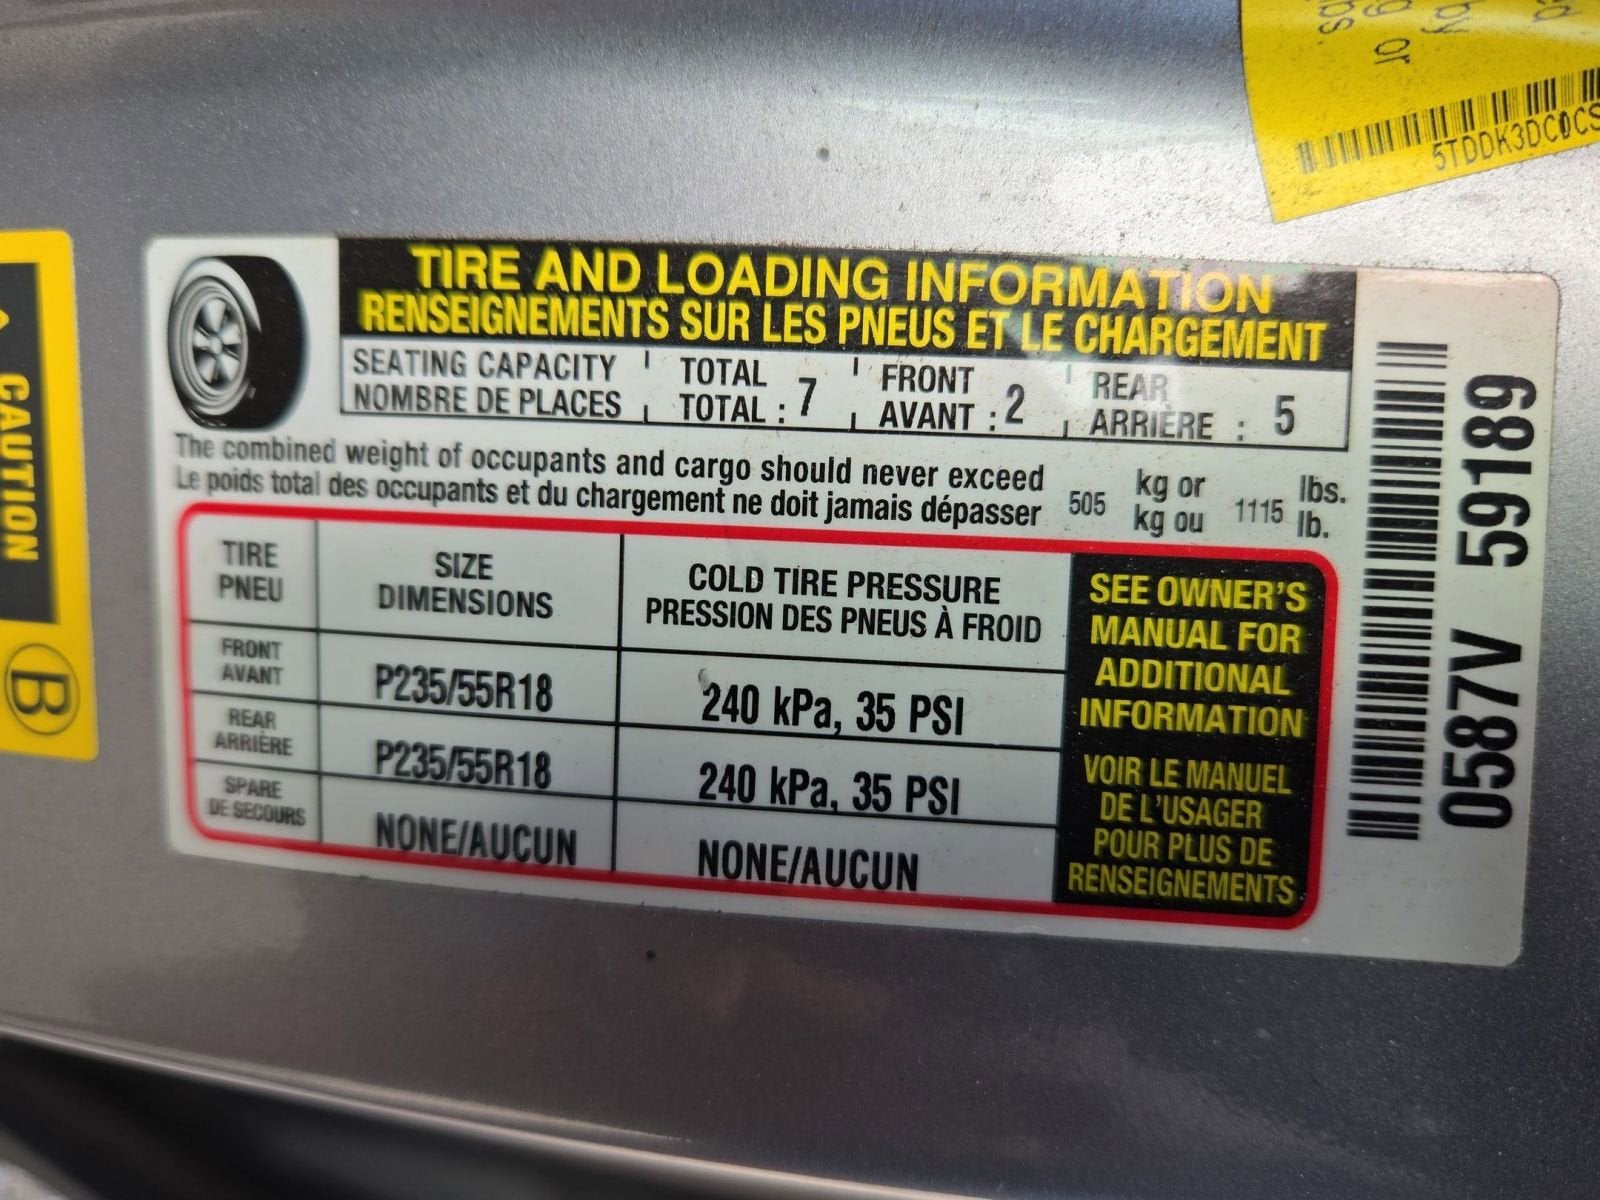 ed
by
g or
bs.
5TDDK3DC0CS
CAUTION
B
TIRE AND LOADING INFORMATION
RENSEIGNEMENTS SUR LES PNEUS ET LE CHARGEMENT
SEATING CAPACITY TOTAL FRONT REAR
NOMBRE DE PLACES TOTAL : 7 AVANT : 2 ARRIÈRE : 5
The combined weight of occupants and cargo should never exceed 505 kg or 1115 lbs.
Le poids total des occupants et du chargement ne doit jamais dépasser kg ou lb.
TIRE SIZE COLD TIRE PRESSURE
PNEU DIMENSIONS PRESSION DES PNEUS À FROID
FRONT
AVANT P235/55R18 240 kPa, 35 PSI
REAR
ARRIÈRE P235/55R18 240 kPa, 35 PSI
SPARE
DE SECOURS NONE/AUCUN NONE/AUCUN
SEE OWNER'S
MANUAL FOR
ADDITIONAL
INFORMATION
VOIR LE MANUEL
DE L'USAGER
POUR PLUS DE
RENSEIGNEMENTS
0587V 59189